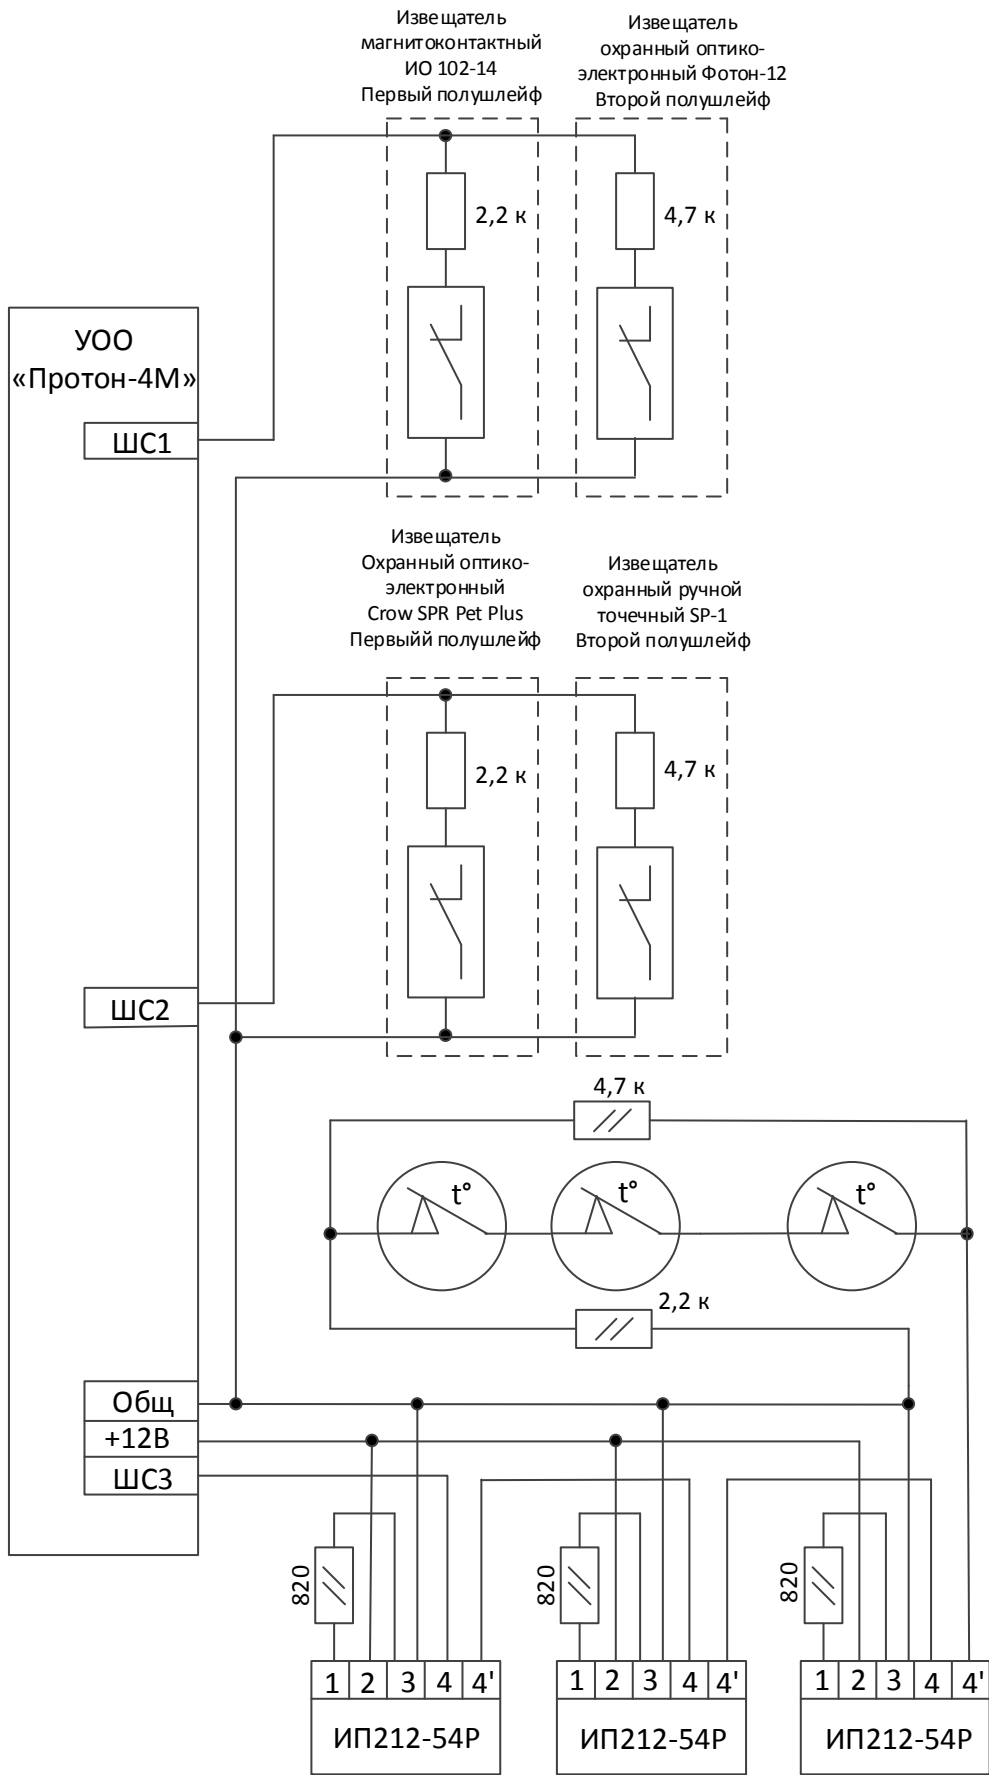 Извещатель
магнитоконтактный
ИО 102-14
Первый полушлейф
Извещатель
охранный оптико-
электронный Фотон-12
Второй полушлейф
2,2 к
4,7 к
УОО
«Протон-4М»
ШС1
Извещатель
Охранный оптико-
электронный
Crow SPR Pet Plus
Первыйй полушлейф
Извещатель
охранный ручной
точечный SP-1
Второй полушлейф
2,2 к
4,7 к
ШС2
4,7 к
t°
t°
t°
2,2 к
Общ
+12В
ШС3
820
820
820
1 2 3 4 4'
1 2 3 4 4'
1 2 3 4 4'
ИП212-54Р
ИП212-54Р
ИП212-54Р